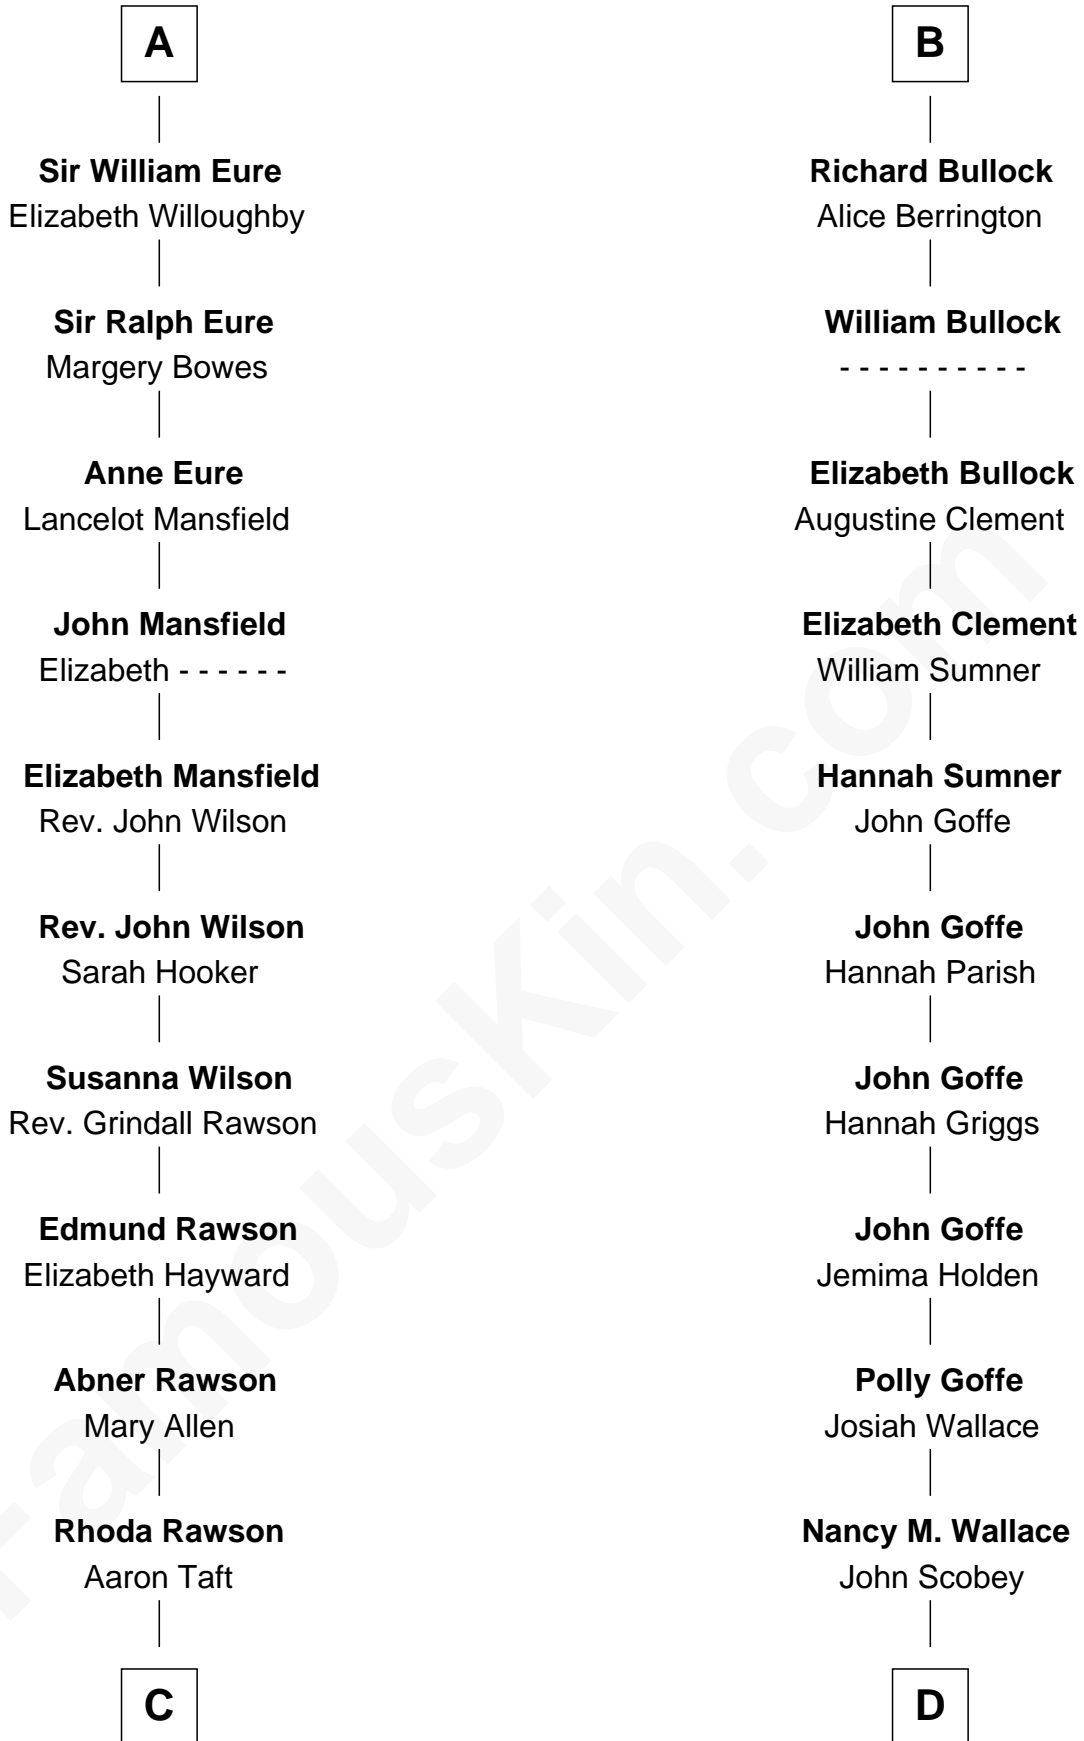 A
Sir William Eure
Elizabeth Willoughby
Sir Ralph Eure
Margery Bowes
Anne Eure
Lancelot Mansfield
John Mansfield
Elizabeth - - - - - -
Elizabeth Mansfield
Rev. John Wilson
Rev. John Wilson
Sarah Hooker
Susanna Wilson
Rev. Grindall Rawson
Edmund Rawson
Elizabeth Hayward
Abner Rawson
Mary Allen
Rhoda Rawson
Aaron Taft
C
B
Richard Bullock
Alice Berrington
William Bullock
- - - - - - - - - -
Elizabeth Bullock
Augustine Clement
Elizabeth Clement
William Sumner
Hannah Sumner
John Goffe
John Goffe
Hannah Parish
John Goffe
Hannah Griggs
John Goffe
Jemima Holden
Polly Goffe
Josiah Wallace
Nancy M. Wallace
John Scobey
D
FamousKin.com